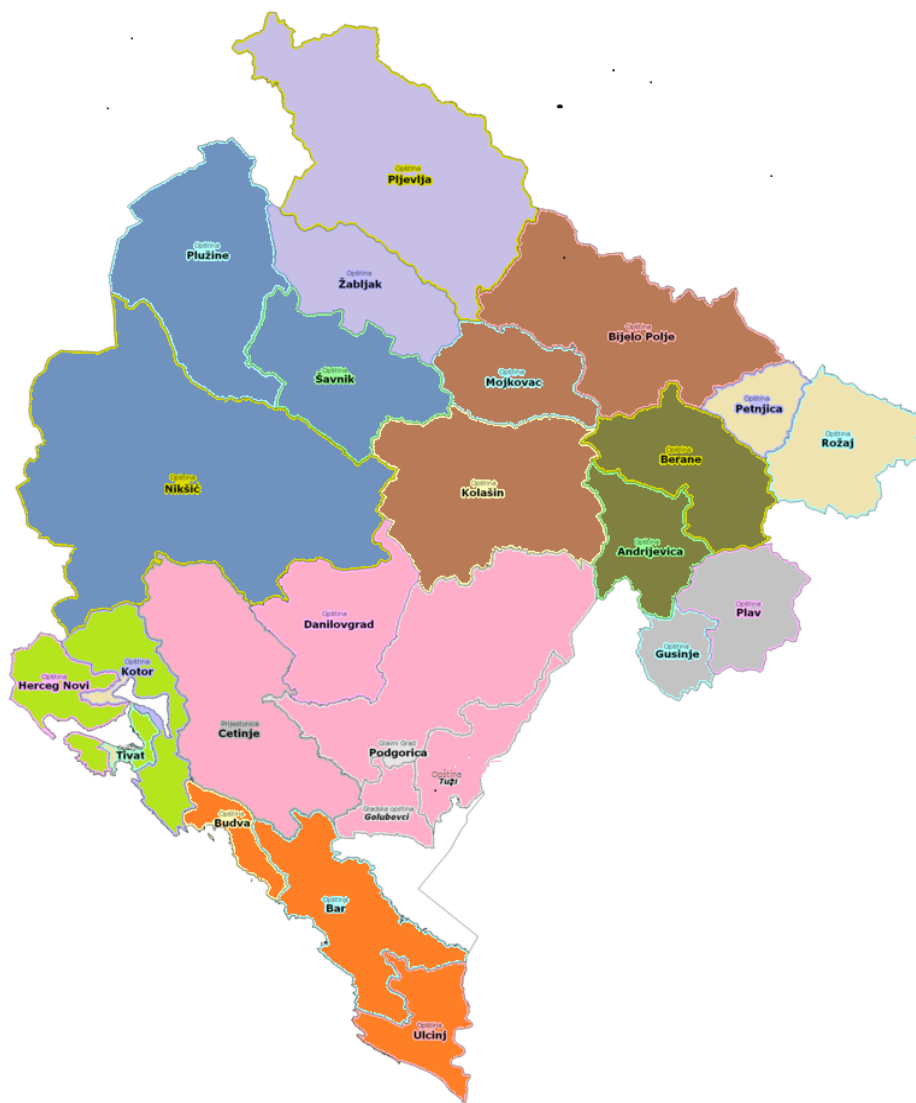 Opština
Pljevlja
Opština
Plužine
Opština
Žabljak
Opština
Bijelo Polje
Opština
Šavnik
Opština
Mojkovac
Opština
Petnjica
Opština
Rožaj
Opština
Berane
Opština
Nikšić
Opština
Kolašin
Opština
Andrijevica
Opština
Plav
Opština
Danilovgrad
Opština
Gusinje
Opština
Kotor
Opština
Herceg Novi
Prijestonica
Cetinje
Glavni Grad
Podgorica
Tivat
Opština
Tuzi
Gradska opština
Golubovci
Opština
Budva
Opština
Bar
Opština
Ulcinj